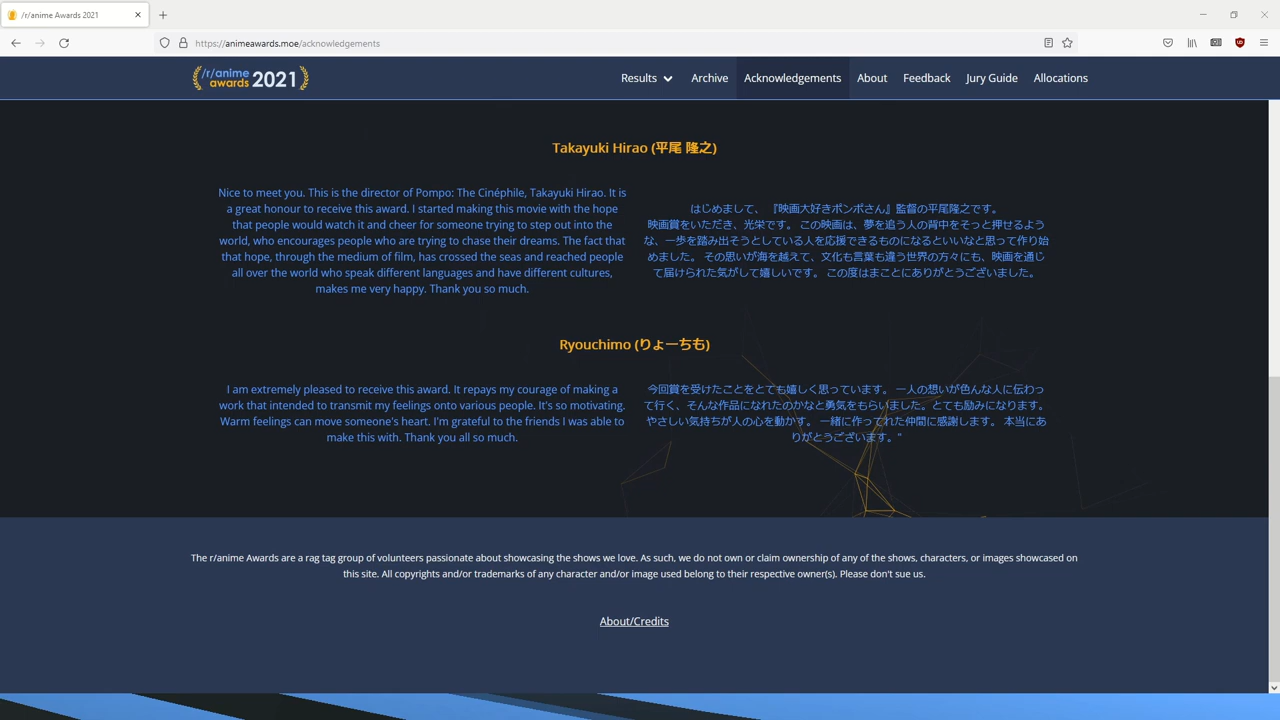 /r/anime Awards 2021
https://animeawards.moe/acknowledgements
/r/anime awards 2021
Results
Archive
Acknowledgements
About
Feedback
Jury Guide
Allocations
Takayuki Hirao (平尾 隆之)
Nice to meet you. This is the director of Pompo: The Cinéphile, Takayuki Hirao. It is
a great honour to receive this award. I started making this movie with the hope
that people would watch it and cheer for someone trying to step out into the
world, who encourages people who are trying to chase their dreams. The fact that
that hope, through the medium of film, has crossed the seas and reached people
all over the world who speak different languages and have different cultures,
makes me very happy. Thank you so much.
はじめまして、 『映画大好きポンポさん』監督の平尾隆之です。
映画賞をいただき、光栄です。 この映画は、夢を追う人の背中をそっと押せるよう
な、一歩を踏み出そうとしている人を応援できるものになるといいなと思って作り始
めました。 その思いが海を越えて、文化も言葉も違う世界の方々にも、映画を通じ
て届けられた気がして嬉しいです。 この度はまことにありがとうございました。
Ryouchimo (りょーちも)
I am extremely pleased to receive this award. It repays my courage of making a
work that intended to transmit my feelings onto various people. It's so motivating.
Warm feelings can move someone's heart. I'm grateful to the friends I was able to
make this with. Thank you all so much.
今回賞を受けたことをとても嬉しく思っています。 一人の想いが色んな人に伝わっ
て行く、そんな作品になれたのかなと勇気をもらいました。とても励みになります。
やさしい気持ちが人の心を動かす。 一緒に作ってれた仲間に感謝します。 本当にあ
りがとうございます。"
The r/anime Awards are a rag tag group of volunteers passionate about showcasing the shows we love. As such, we do not own or claim ownership of any of the shows, characters, or images showcased on
this site. All copyrights and/or trademarks of any character and/or image used belong to their respective owner(s). Please don't sue us.
About/Credits